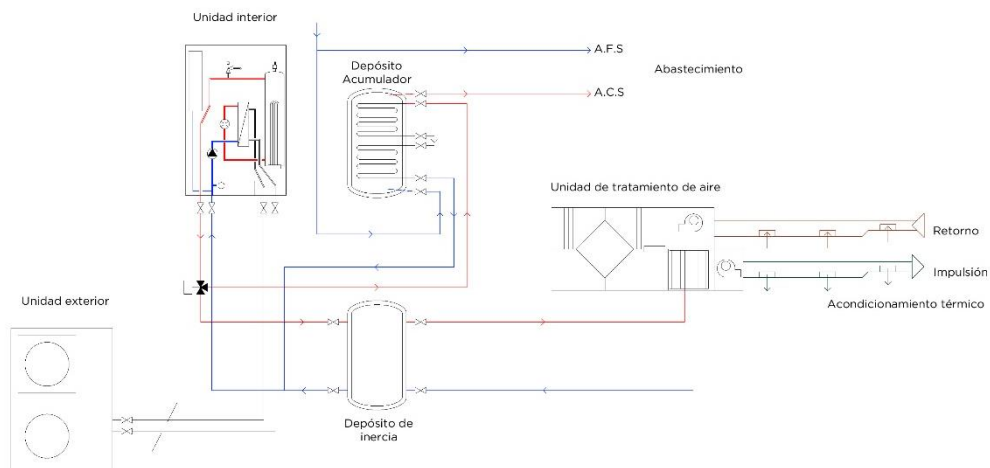 Unidad interior
A.F.S
Depósito
Acumulador
Abastecimiento
A.C.S
Unidad de tratamiento de aire
Retorno
Impulsión
Unidad exterior
Acondicionamiento térmico
Depósito de
inercia